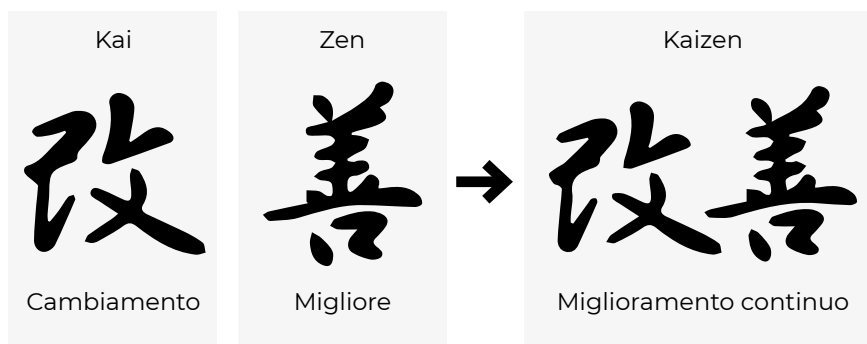 Kai
改
Cambiamento
Zen
善
Migliore
Kaizen
改善
Miglioramento continuo